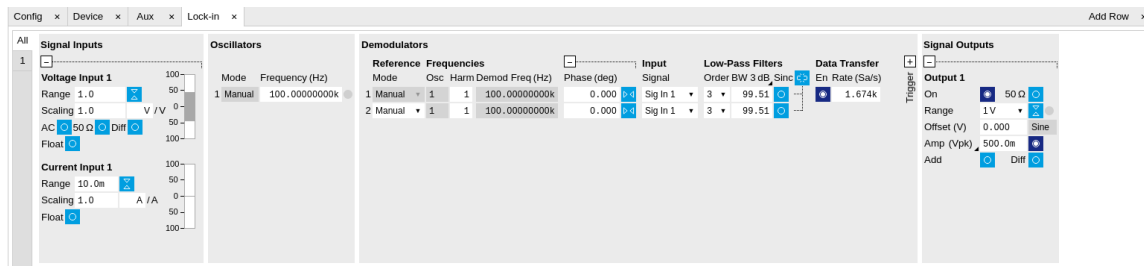 Config × Device × Aux × Lock-in × Add Row ×
All
1
Signal Inputs
Voltage Input 1
Range 1.0
Scaling 1.0 V / V
AC 50 Ω Diff
Float
100
50
0
50
100
Current Input 1
Range 10.0m
Scaling 1.0 A / A
Float
100
50
0
50
100
Oscillators
Mode Frequency (Hz)
1 Manual 100.00000000k
Demodulators
Reference Frequencies Input Low-Pass Filters Data Transfer
Mode Osc Harm Demod Freq (Hz) Phase (deg) Signal Order BW 3 dB Sinc En Rate (Sa/s)
1 Manual 1 1 100.00000000k 0.000 Sig In 1 3 99.51 1.674k
2 Manual 1 1 100.00000000k 0.000 Sig In 1 3 99.51
Trigger
Signal Outputs
Output 1
On 50 Ω
Range 1 V
Offset (V) 0.000 Sine
Amp (Vpk) 500.0m
Add Diff